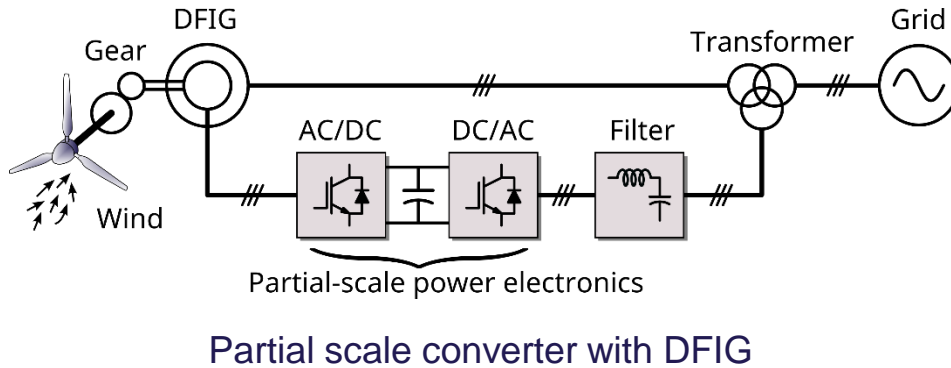 DFIG
Grid
Gear
Transformer
AC/DC
DC/AC
Filter
Wind
Partial-scale power electronics
Partial scale converter with DFIG